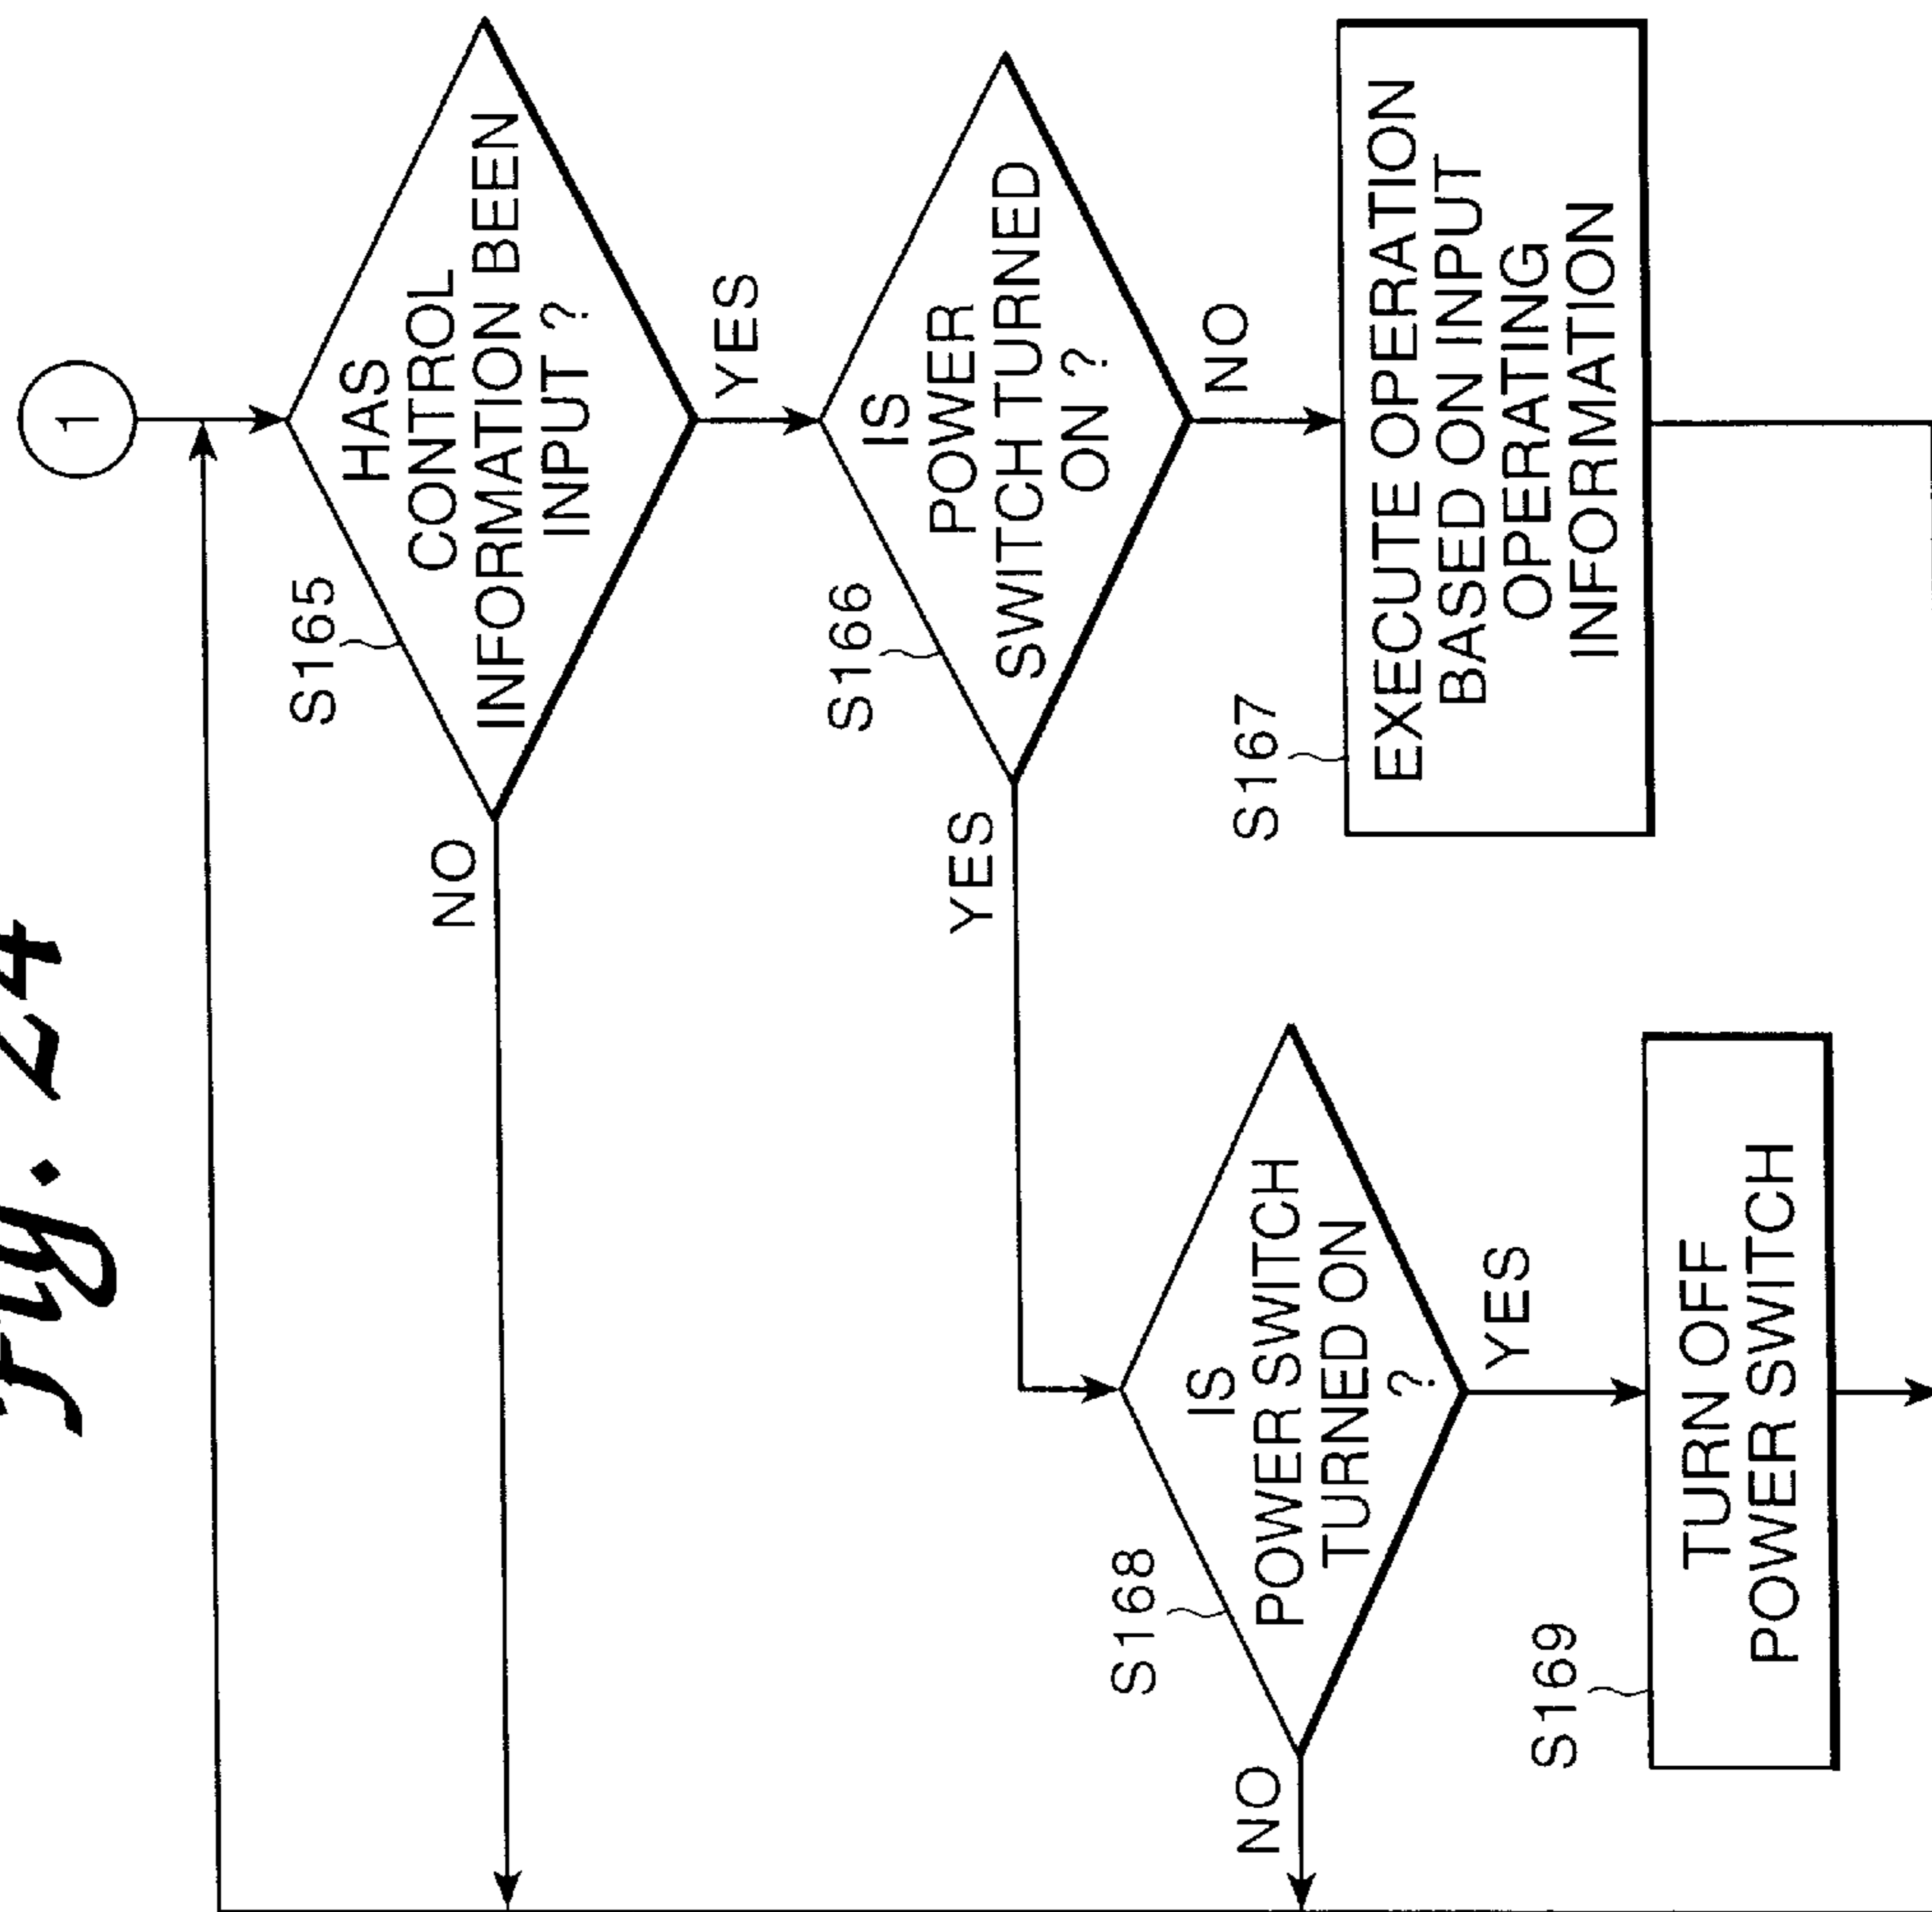 Fig. 24
1
S165
HAS
CONTROL
INFORMATION BEEN
INPUT ?
NO
YES
S166
IS
POWER
SWITCH TURNED
ON ?
YES
NO
S167
EXECUTE OPERATION
BASED ON INPUT
OPERATING
INFORMATION
S168
IS
POWER SWITCH
TURNED ON
?
NO
YES
S169
TURN OFF
POWER SWITCH